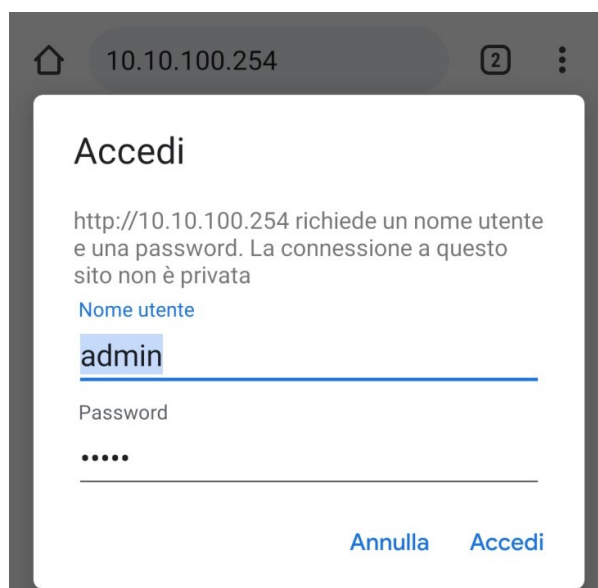 10.10.100.254
2
Accedi
http://10.10.100.254 richiede un nome utente
e una password. La connessione a questo
sito non è privata
Nome utente
admin
Password
•••••
Annulla Accedi